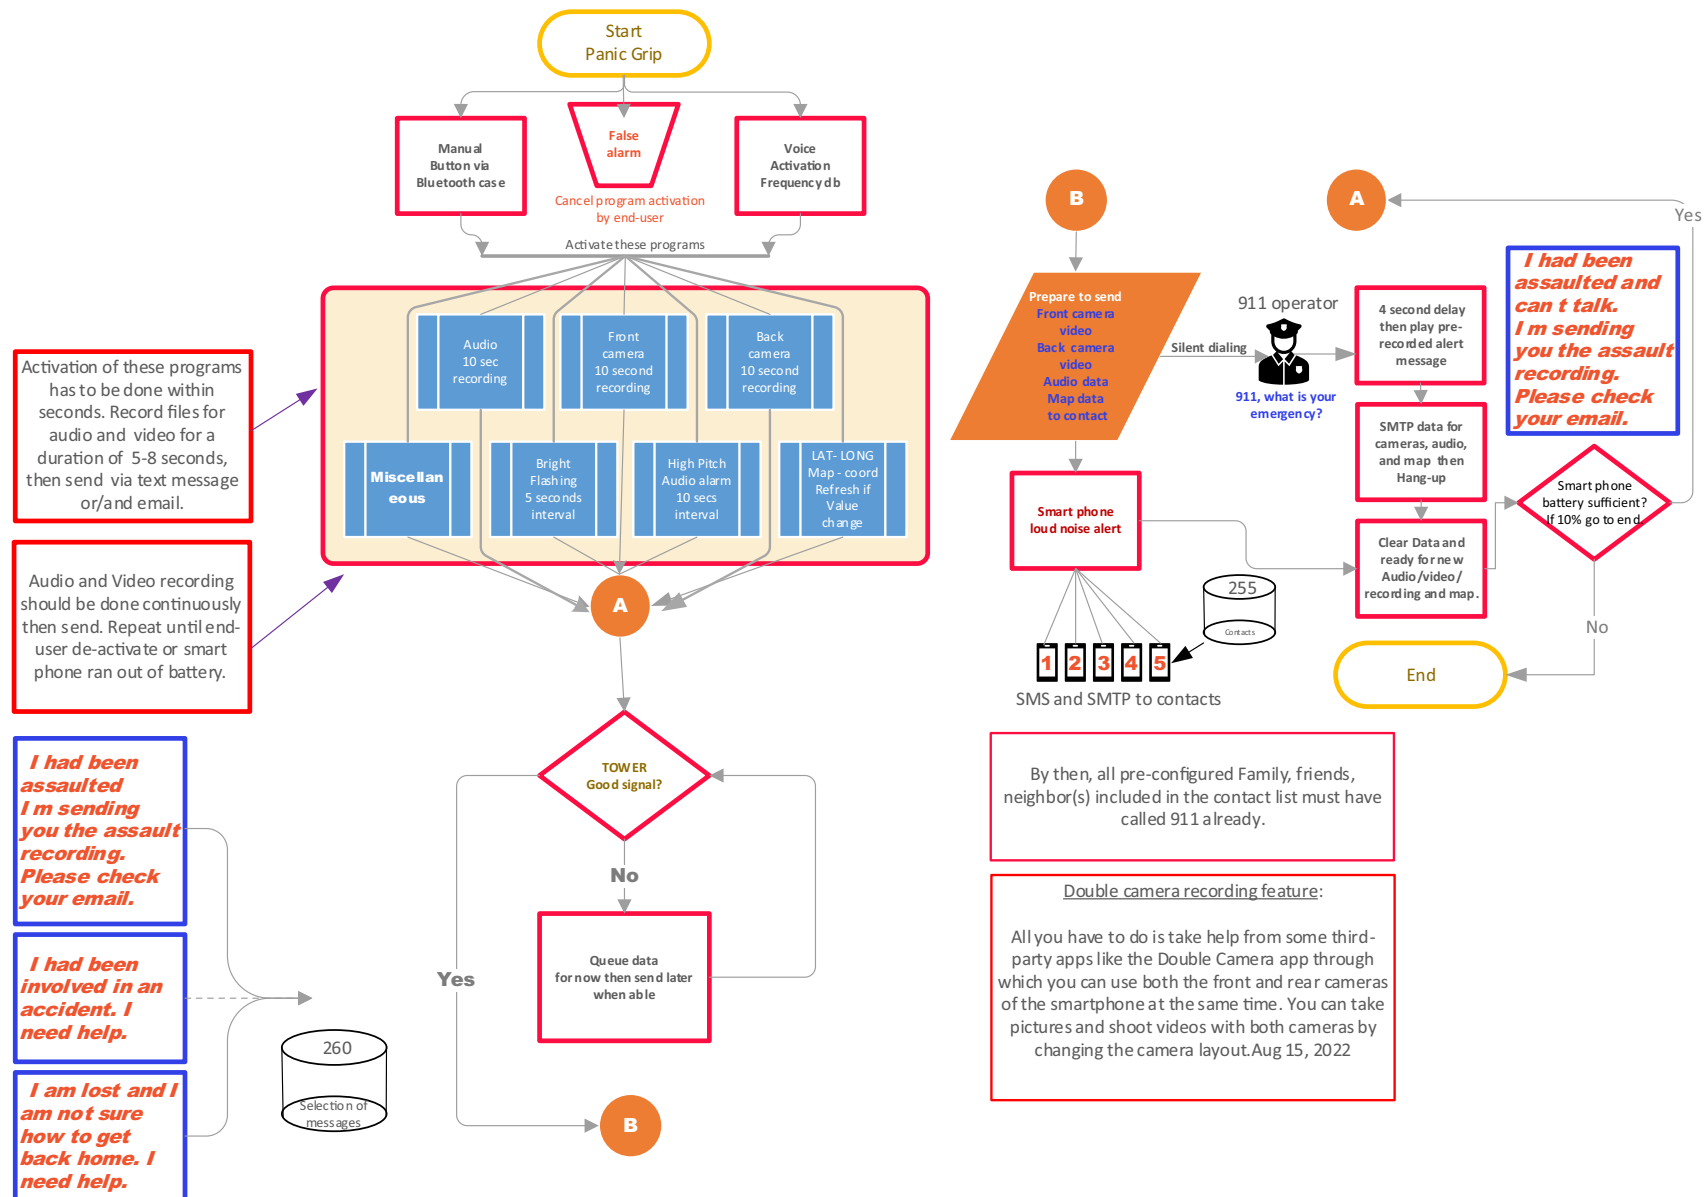 Start
Panic Grip
Manual
Button via
Bluetooth case
False
alarm
Voice
Activation
Frequency db
Cancel program activation
by end-user
Activate these programs
Audio
10 sec
recording
Front
camera
10 second
recording
Back
camera
10 second
recording
Miscellan
eous
Bright
Flashing
5 seconds
interval
High Pitch
Audio alarm
10 secs
interval
LAT- LONG
Map - coord
Refresh if
Value
change
Activation of these programs
has to be done within
seconds. Record files for
audio and video for a
duration of 5-8 seconds,
then send via text message
or/and email.
Audio and Video recording
should be done continuously
then send. Repeat until end-
user de-activate or smart
phone ran out of battery.
A
TOWER
Good signal?
No
Yes
Queue data
for now then send later
when able
B
I had been
assaulted
I m sending
you the assault
recording.
Please check
your email.
I had been
involved in an
accident. I
need help.
I am lost and I
am not sure
how to get
back home. I
need help.
260
Selection of
messages
B
A
Yes
Prepare to send
Front camera
video
Back camera
video
Audio data
Map data
to contact
Silent dialing
911 operator
911, what is your
emergency?
4 second delay
then play pre-
recorded alert
message
SMTP data for
cameras, audio,
and map then
Hang-up
Clear Data and
ready for new
Audio/video/
recording and map.
I had been
assaulted and
can t talk.
I m sending
you the assault
recording.
Please check
your email.
Smart phone
battery sufficient?
If 10% go to end.
No
End
Smart phone
loud noise alert
255
Contacts
1 2 3 4 5
SMS and SMTP to contacts
By then, all pre-configured Family, friends,
neighbor(s) included in the contact list must have
called 911 already.
Double camera recording feature:
All you have to do is take help from some third-
party apps like the Double Camera app through
which you can use both the front and rear cameras
of the smartphone at the same time. You can take
pictures and shoot videos with both cameras by
changing the camera layout.Aug 15, 2022